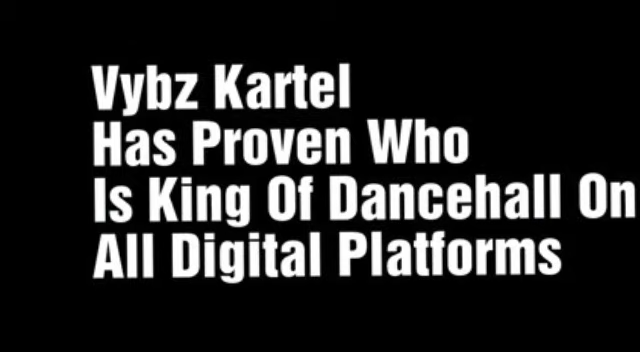 Vybz Kartel
Has Proven Who
Is King Of Dancehall On
All Digital Platforms